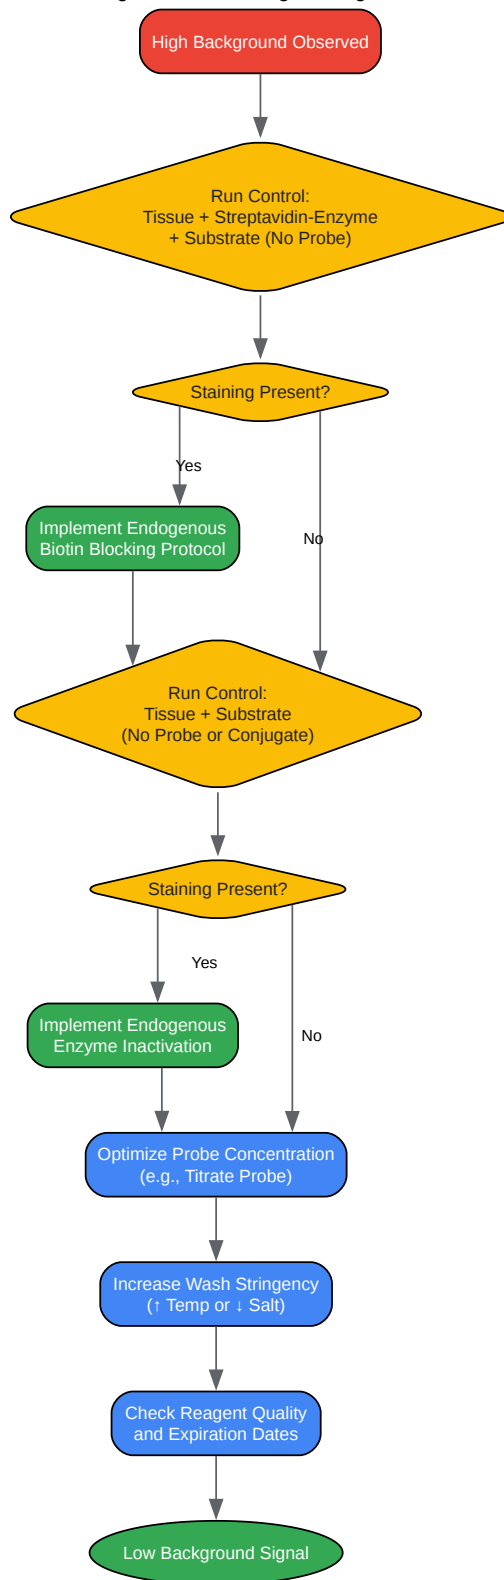 High Background Observed
Run Control:
Tissue + Streptavidin-Enzyme
+ Substrate (No Probe)
Staining Present?
Yes
No
Implement Endogenous
Biotin Blocking Protocol
Run Control:
Tissue + Substrate
(No Probe or Conjugate)
Staining Present?
Yes
No
Implement Endogenous
Enzyme Inactivation
Optimize Probe Concentration
(e.g., Titrate Probe)
Increase Wash Stringency
(↑ Temp or ↓ Salt)
Check Reagent Quality
and Expiration Dates
Low Background Signal